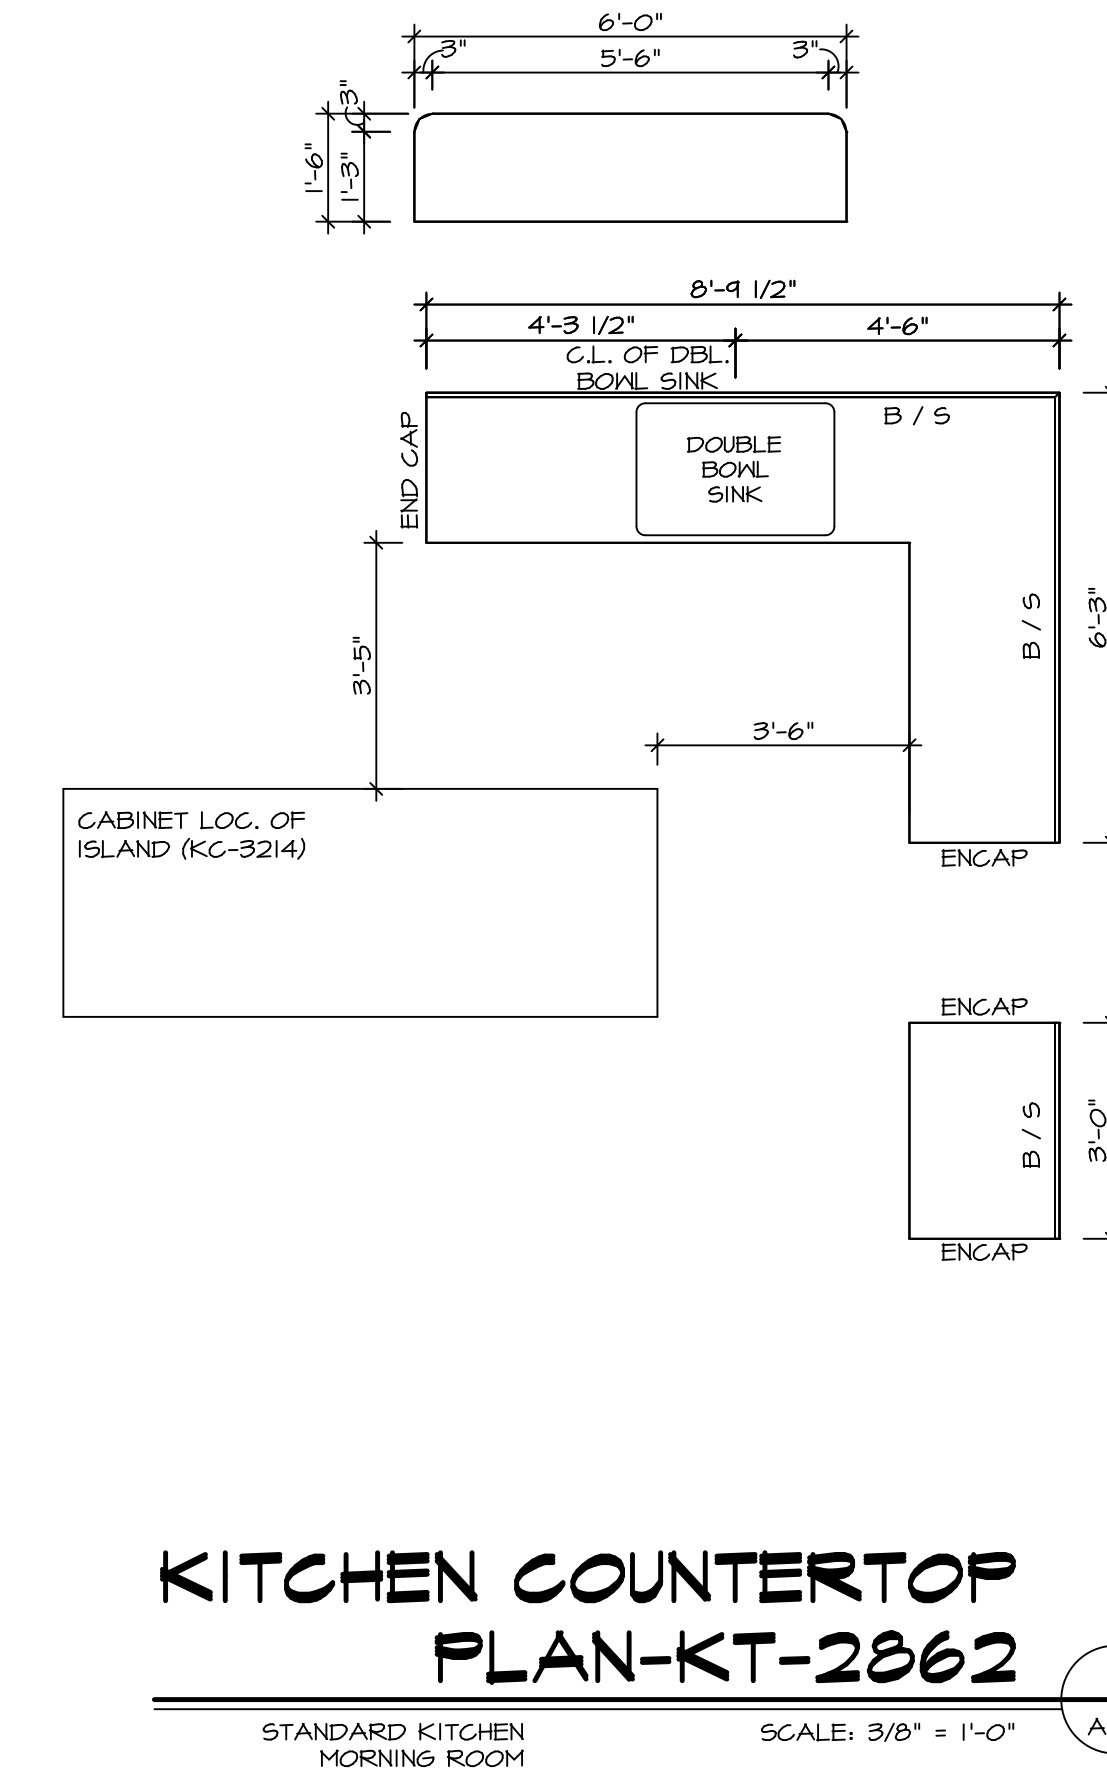 6'-0"
3"
5'-6"
3"
3"
1'-6"
1'-3"
8'-9 1/2"
4'-3 1/2"
4'-6"
C.L. OF DBL.
BOWL SINK
END CAP
B / S
DOUBLE
BOWL
SINK
B / S
6'-3"
3'-5"
3'-6"
CABINET LOC. OF
ISLAND (KC-3214)
ENCAP
ENCAP
B / S
3'-0"
ENCAP
KITCHEN COUNTERTOP
PLAN-KT-2862
STANDARD KITCHEN
MORNING ROOM
SCALE: 3/8" = 1'-0"
A